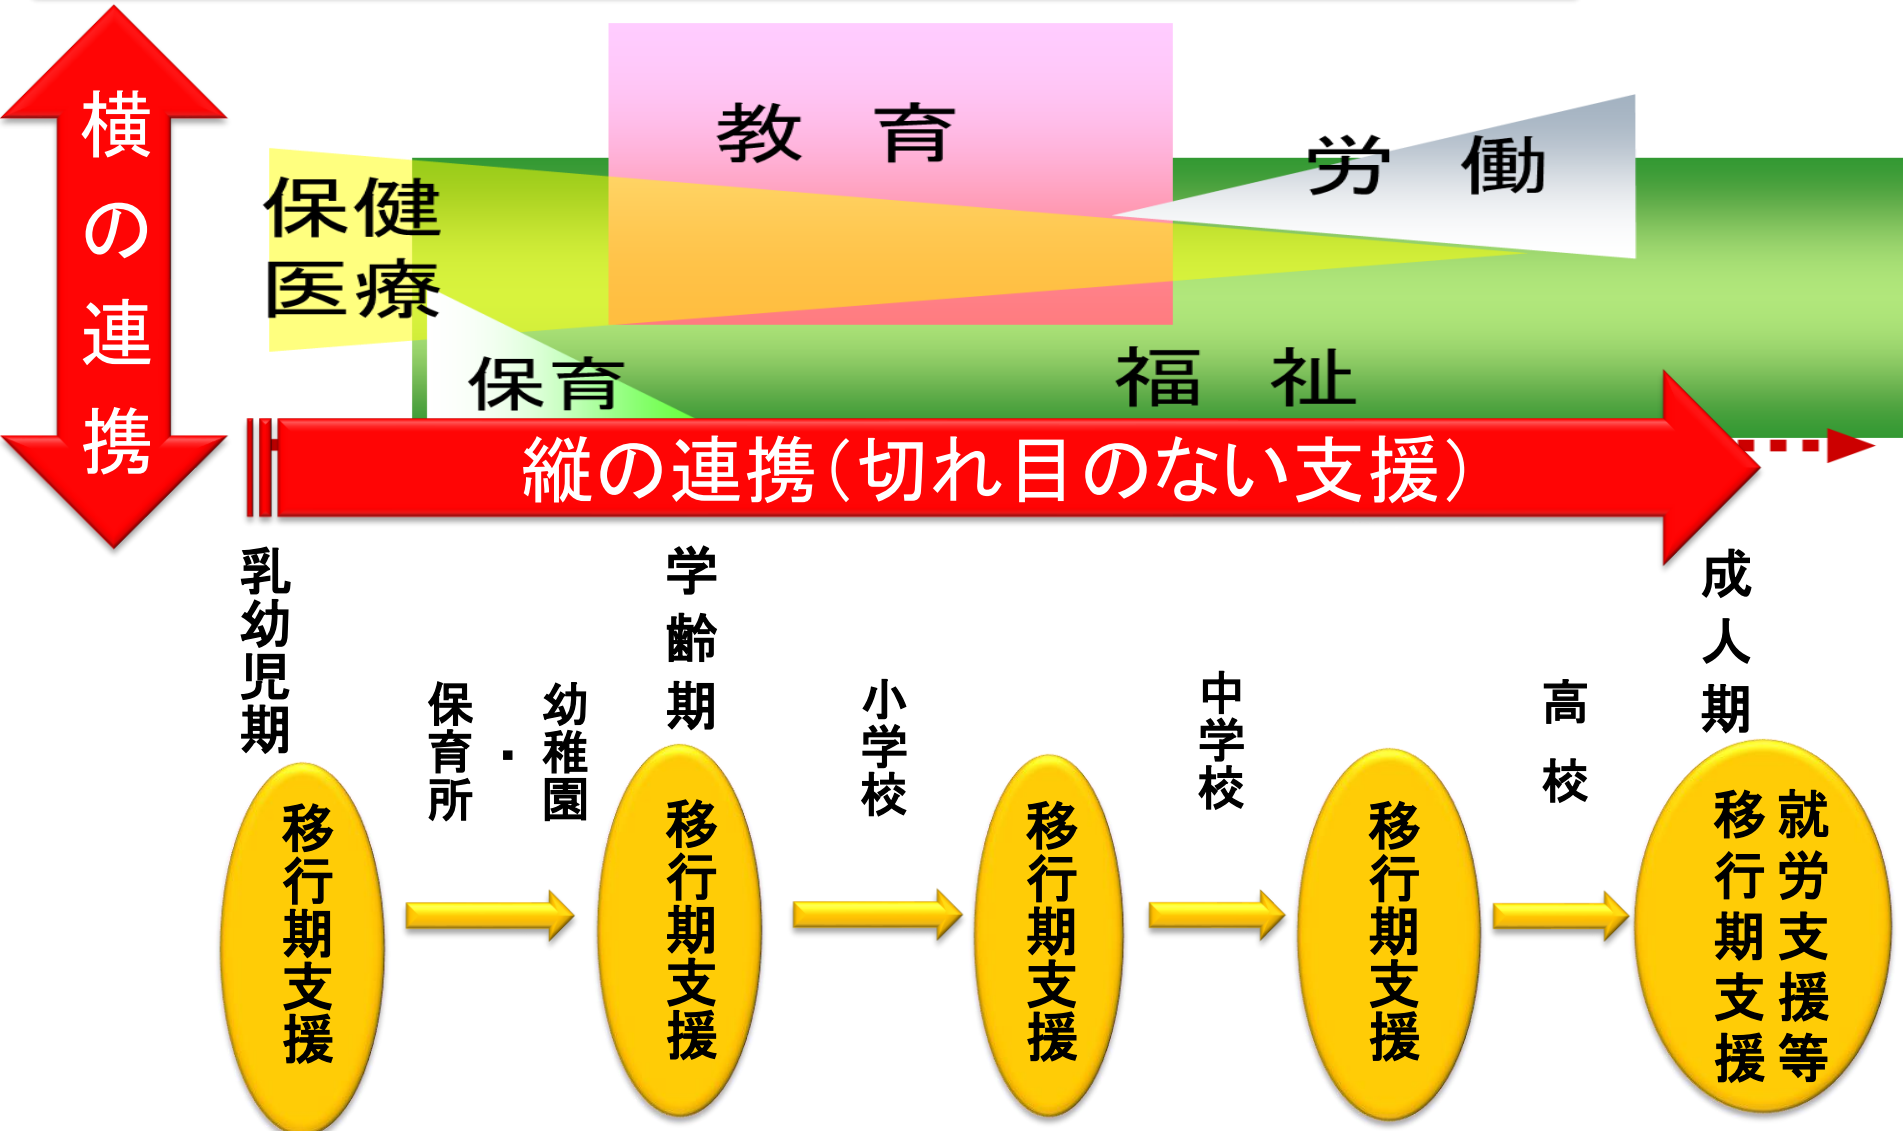 横の連携
教　育
労　働
保健
医療
保育
福　祉
縦の連携（切れ目のない支援）
乳幼児期
学齢期
成人期
幼稚園
・
保育所
小学校
中学校
高校
移行期支援
移行期支援
移行期支援
移行期支援
就労支援等
移行期支援